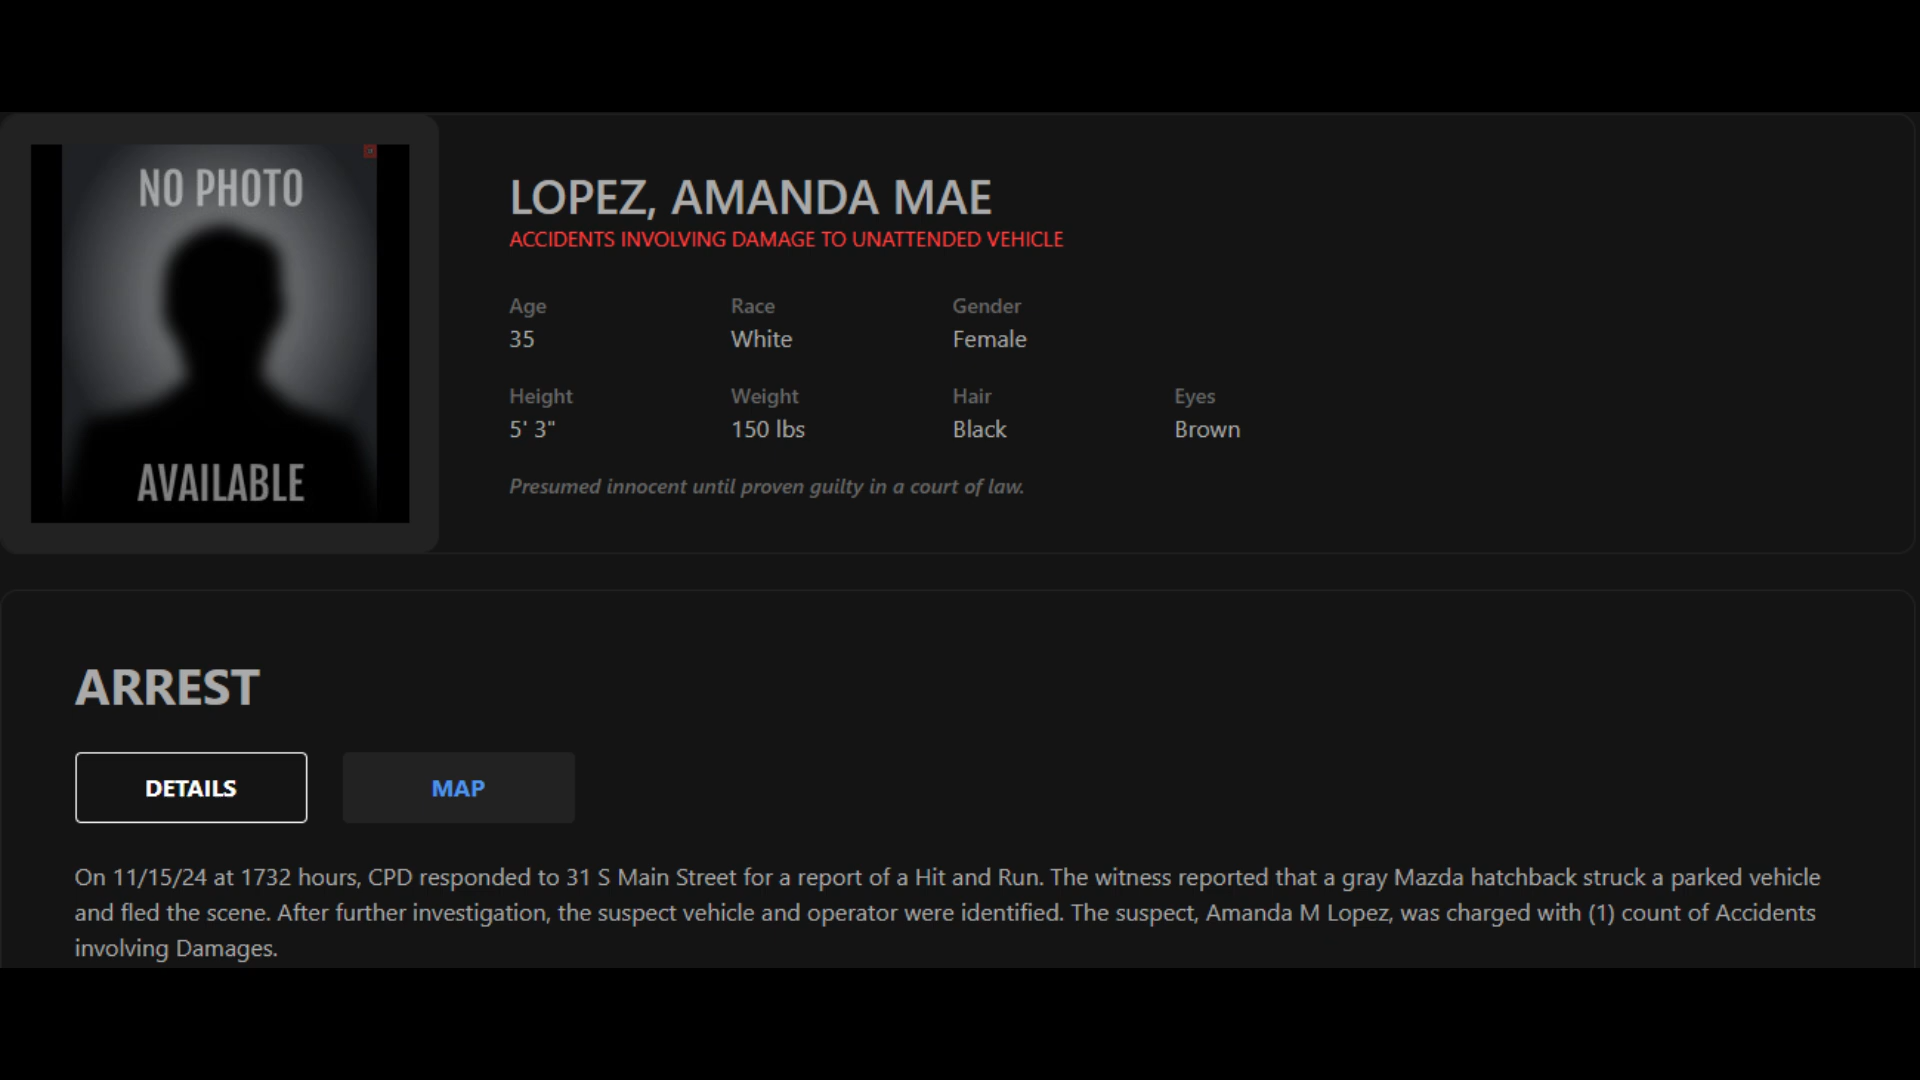 NO PHOTO
AVAILABLE
LOPEZ, AMANDA MAE
ACCIDENTS INVOLVING DAMAGE TO UNATTENDED VEHICLE
Age
35
Race
White
Gender
Female
Height
5' 3"
Weight
150 lbs
Hair
Black
Eyes
Brown
Presumed innocent until proven guilty in a court of law.
ARREST
DETAILS
MAP
On 11/15/24 at 1732 hours, CPD responded to 31 S Main Street for a report of a Hit and Run. The witness reported that a gray Mazda hatchback struck a parked vehicle
and fled the scene. After further investigation, the suspect vehicle and operator were identified. The suspect, Amanda M Lopez, was charged with (1) count of Accidents
involving Damages.